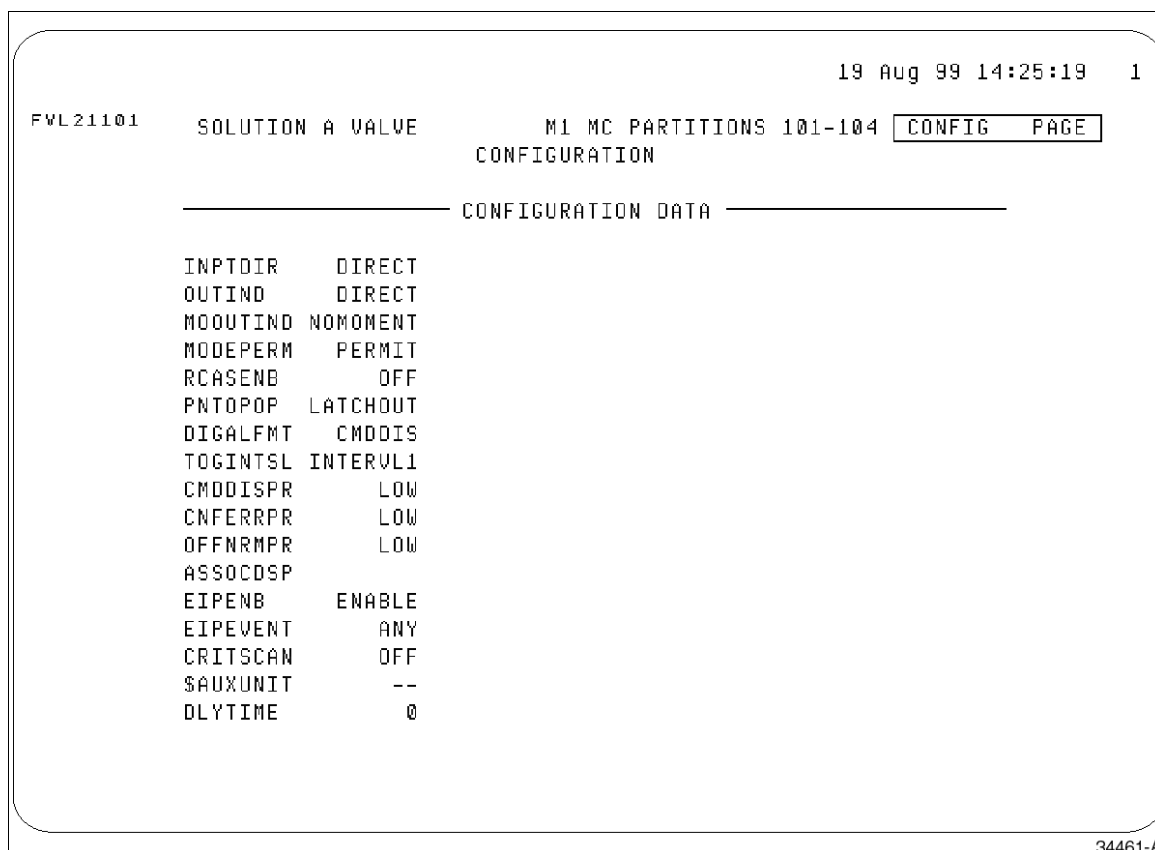 19 Aug 99 14:25:19 1
FVL21101 SOLUTION A VALVE M1 MC PARTITIONS 101-104 CONFIG PAGE
CONFIGURATION
CONFIGURATION DATA
INPTDIR DIRECT
OUTIND DIRECT
MOOUTIND NOMOMENT
MODEPERM PERMIT
RCASENB OFF
PNTOPOP LATCHOUT
DIGALFMT CMDDIS
TOGINTSL INTERVL1
CMDDISPR LOW
CNFERRPR LOW
OFFNRMPR LOW
ASSOCDSP
EIPENB ENABLE
EIPEVENT ANY
CRITSCAN OFF
$AUXUNIT --
DLYTIME 0
34461-A